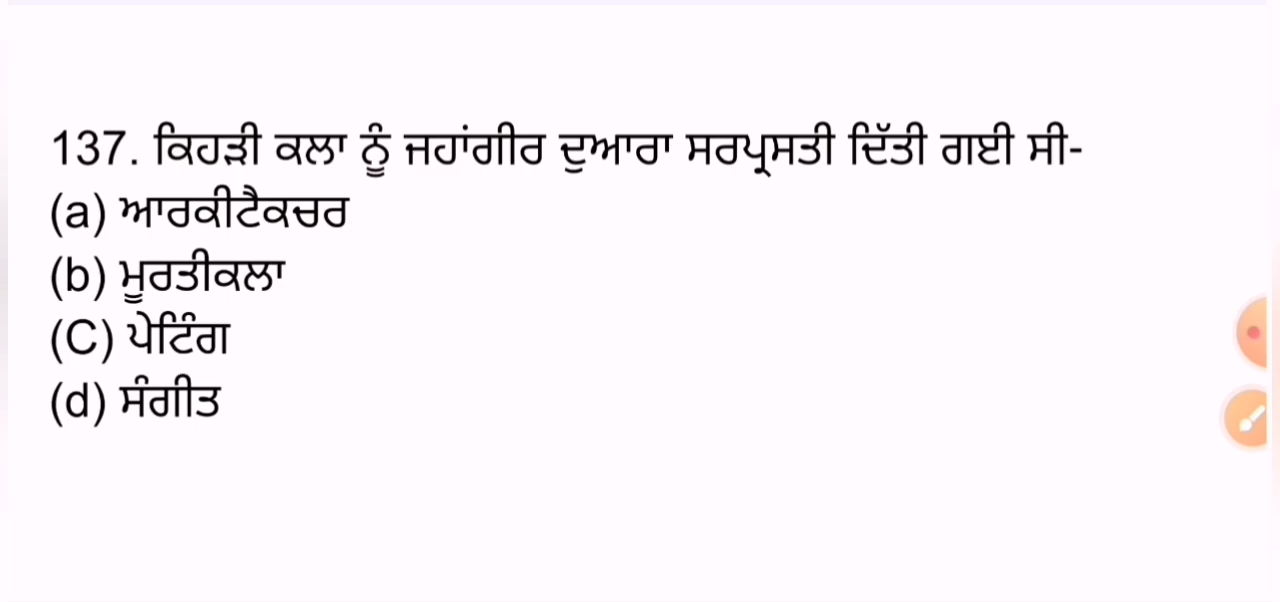 137. ਕਿਹੜੀ ਕਲਾ ਨੂੰ ਜਹਾਂਗੀਰ ਦੁਆਰਾ ਸਰਪ੍ਰਸਤੀ ਦਿੱਤੀ ਗਈ ਸੀ-
(a) ਆਰਕੀਟੈਕਚਰ
(b) ਮੂਰਤੀਕਲਾ
(C) ਪੇਟਿੰਗ
(d) ਸੰਗੀਤ